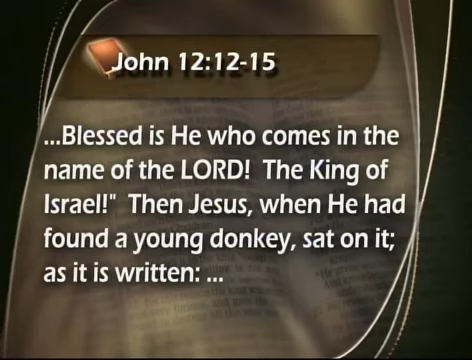 John 12:12-15
...Blessed is He who comes in the
name of the LORD!  The King of
Israel!"  Then Jesus, when He had
found a young donkey, sat on it;
as it is written: ...